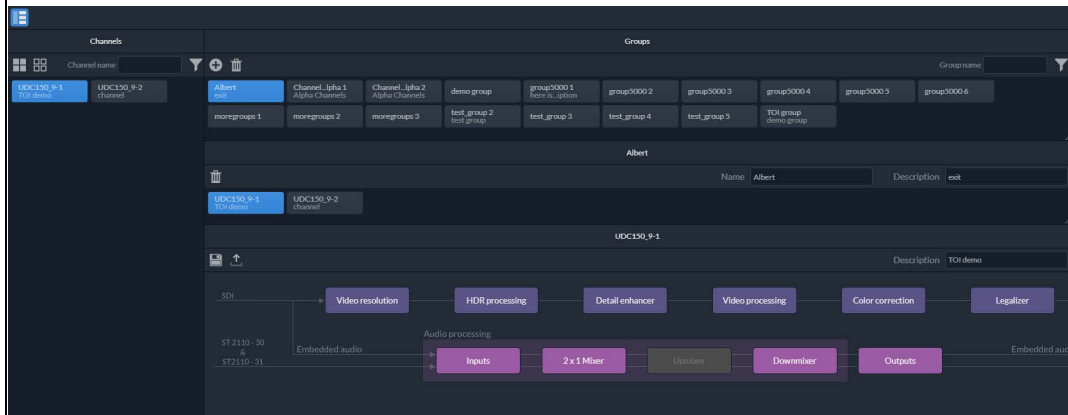 Channels
Groups
Channel name
Group name
UDC150_9-1
TOI demo
UDC150_9-2
channel
Albert
exit
Channel...lpha 1
Alpha Channels
Channel...lpha 2
Alpha Channels
demo group
group5000 1
here is...iption
group5000 2
group5000 3
group5000 4
group5000 5
group5000 6
moregroups 1
moregroups 2
moregroups 3
test_group 2
test group
test_group 3
test_group 4
test_group 5
TOI group
demo group
Albert
Name Albert
Description exit
UDC150_9-1
TOI demo
UDC150_9-2
channel
UDC150_9-1
Description TOI demo
SDI
Video resolution
HDR processing
Detail enhancer
Video processing
Color correction
Legalizer
ST 2110 - 30
&
ST2110 - 31
Embedded audio
Audio processing
Inputs
2 x 1 Mixer
Upmixer
Downmixer
Outputs
Embedded aud